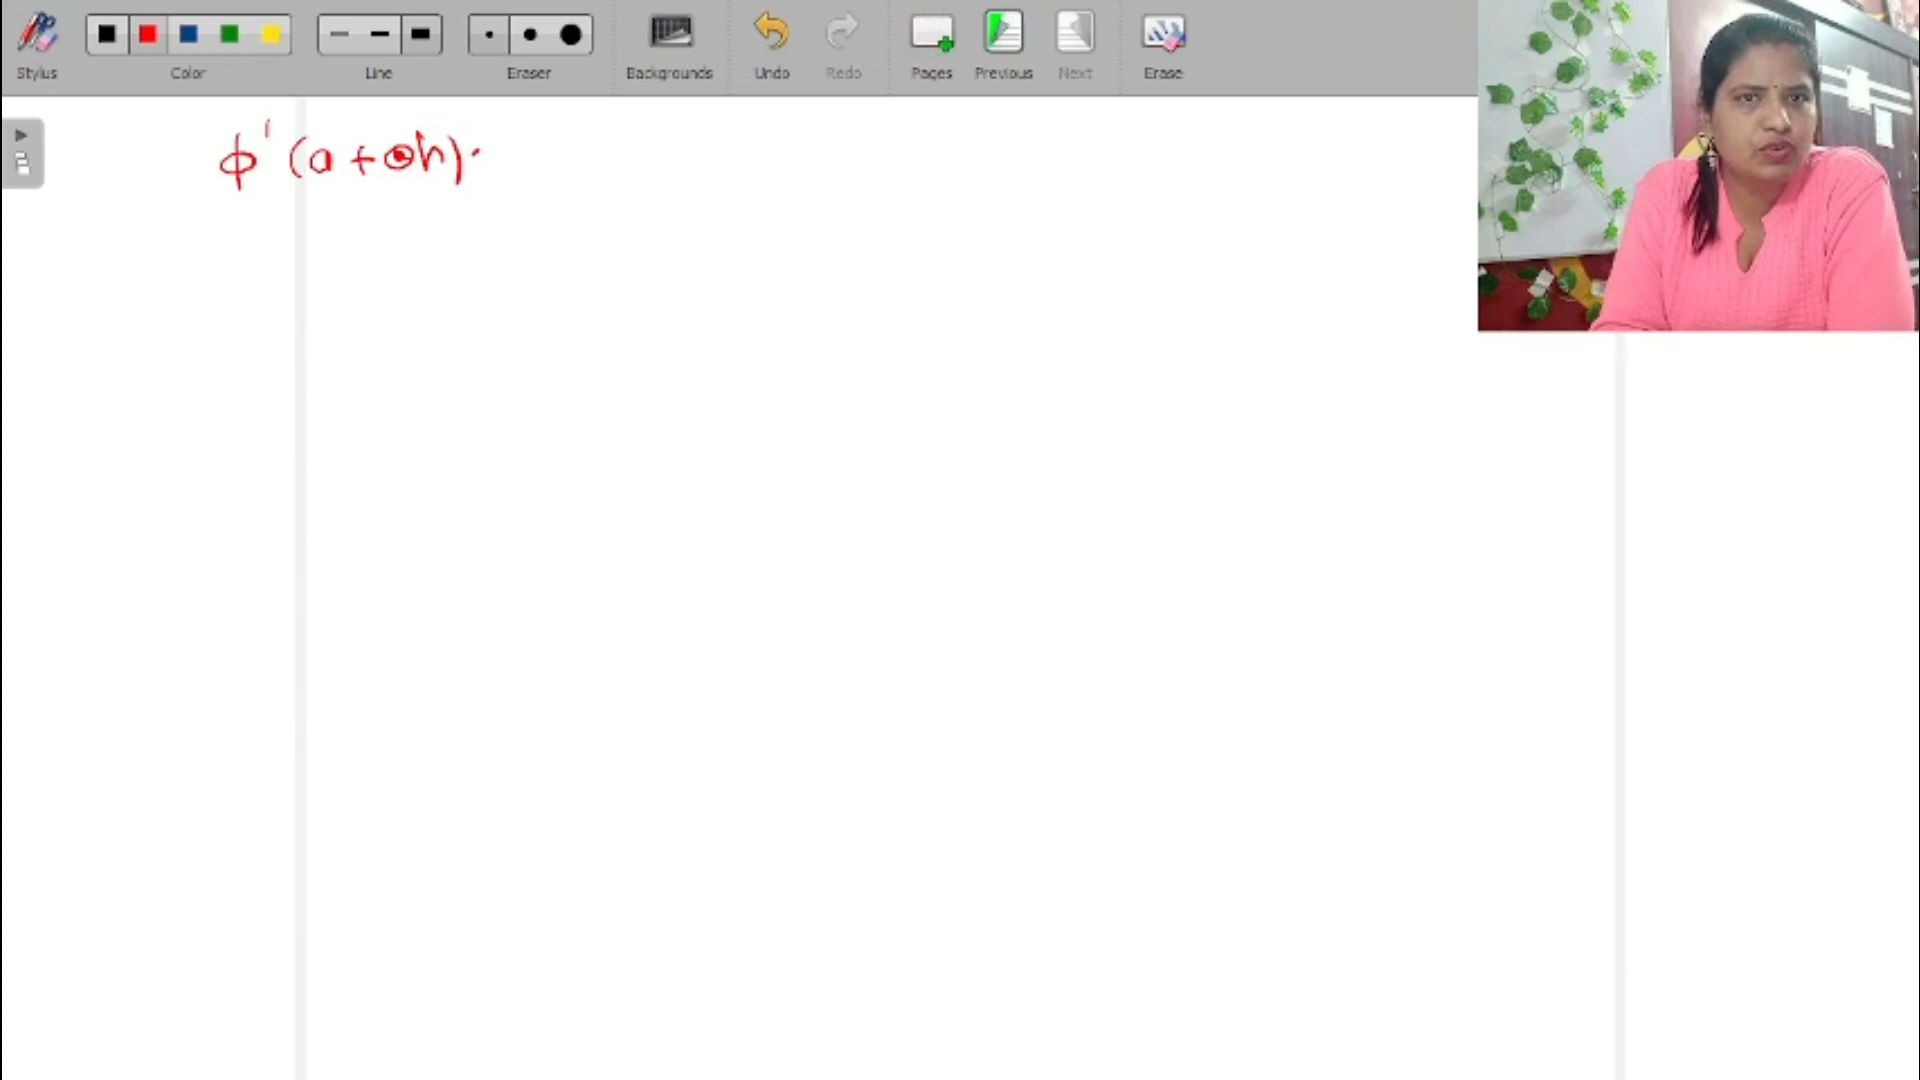 Stylus
Color
Line
Eraser
Backgrounds
Undo
Redo
Pages
Previous
Next
Erase
ϕ' (a + θh) ·